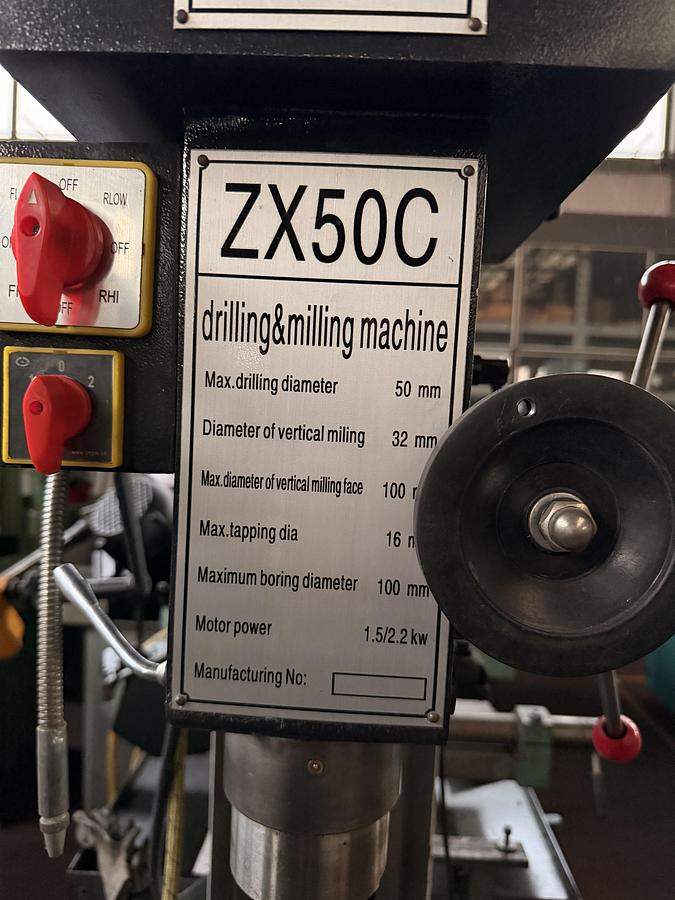 OFF
RLOW
OFF
RHI
OFF
0
2
ZX50C
drilling&milling machine
Max.drilling diameter 50 mm
Diameter of vertical miling 32 mm
Max.diameter of vertical milling face 100
Max.tapping dia 16
Maximum boring diameter 100 mm
Motor power 1.5/2.2 kw
Manufacturing No: